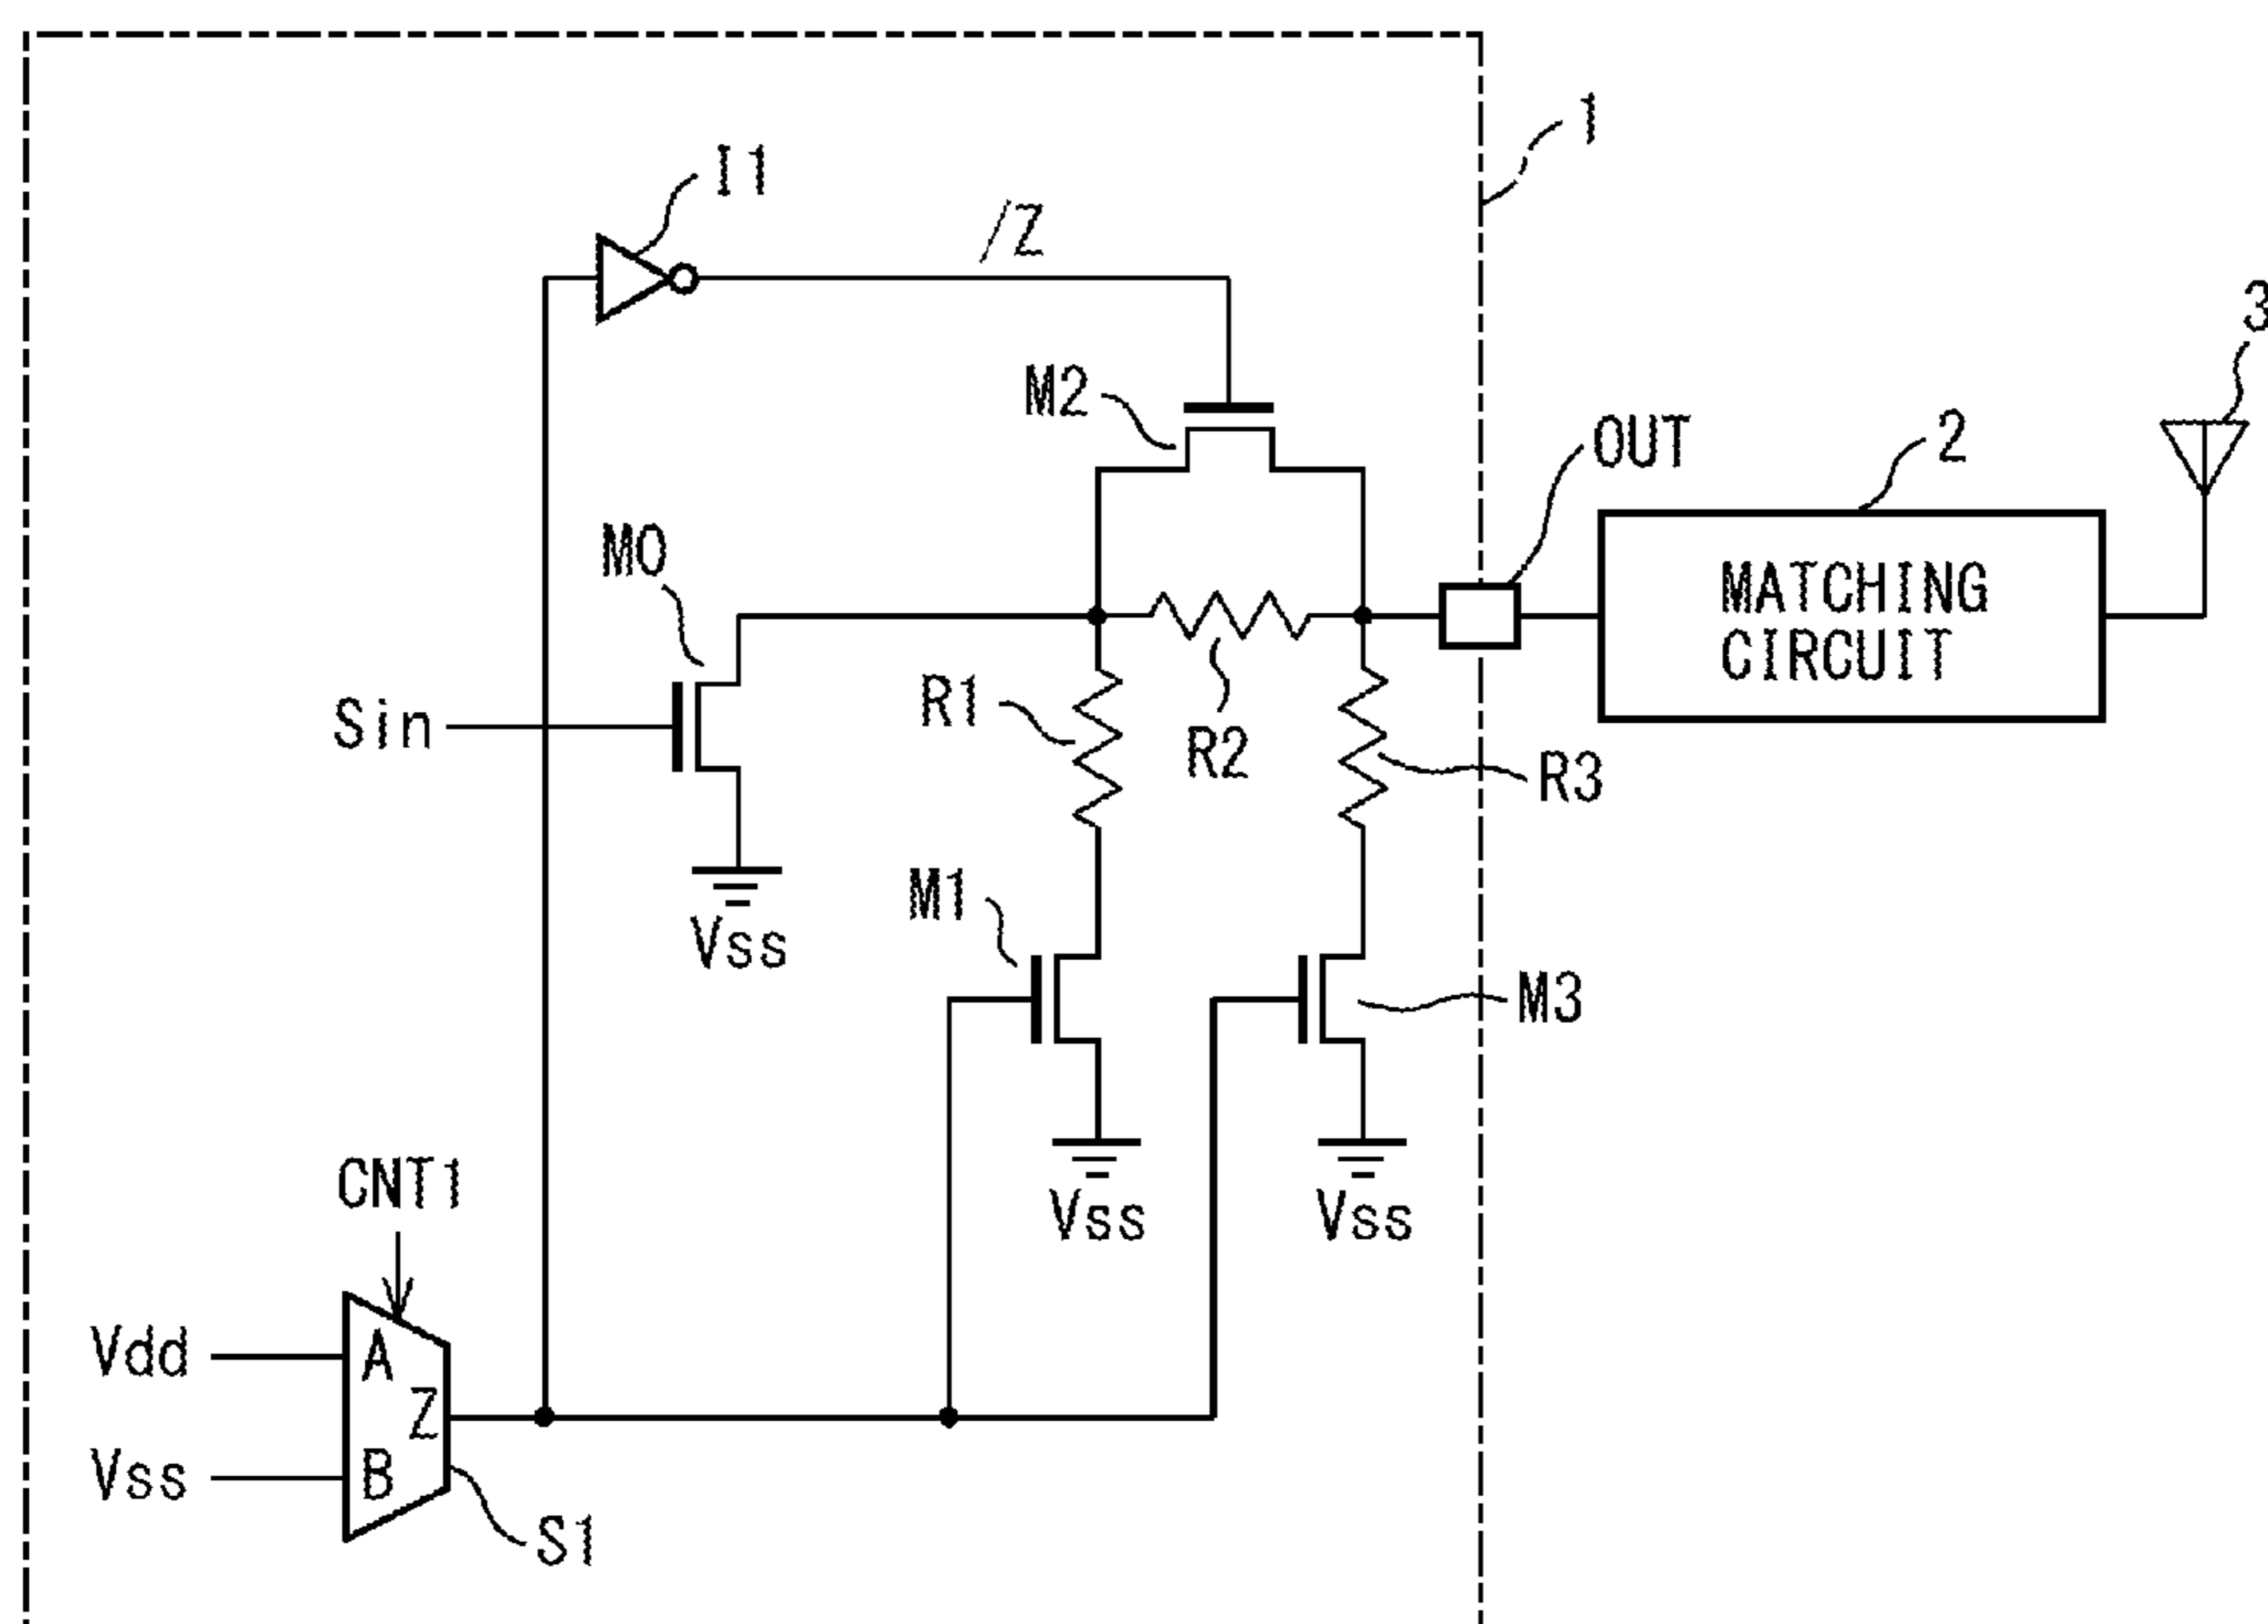 1
I1
/Z
3
M2
OUT
2
M0
MATCHING
CIRCUIT
Sin
R1
R2
R3
M1
Vss
M3
CNT1
Vss
Vss
Vdd
A
Z
Vss
B
S1